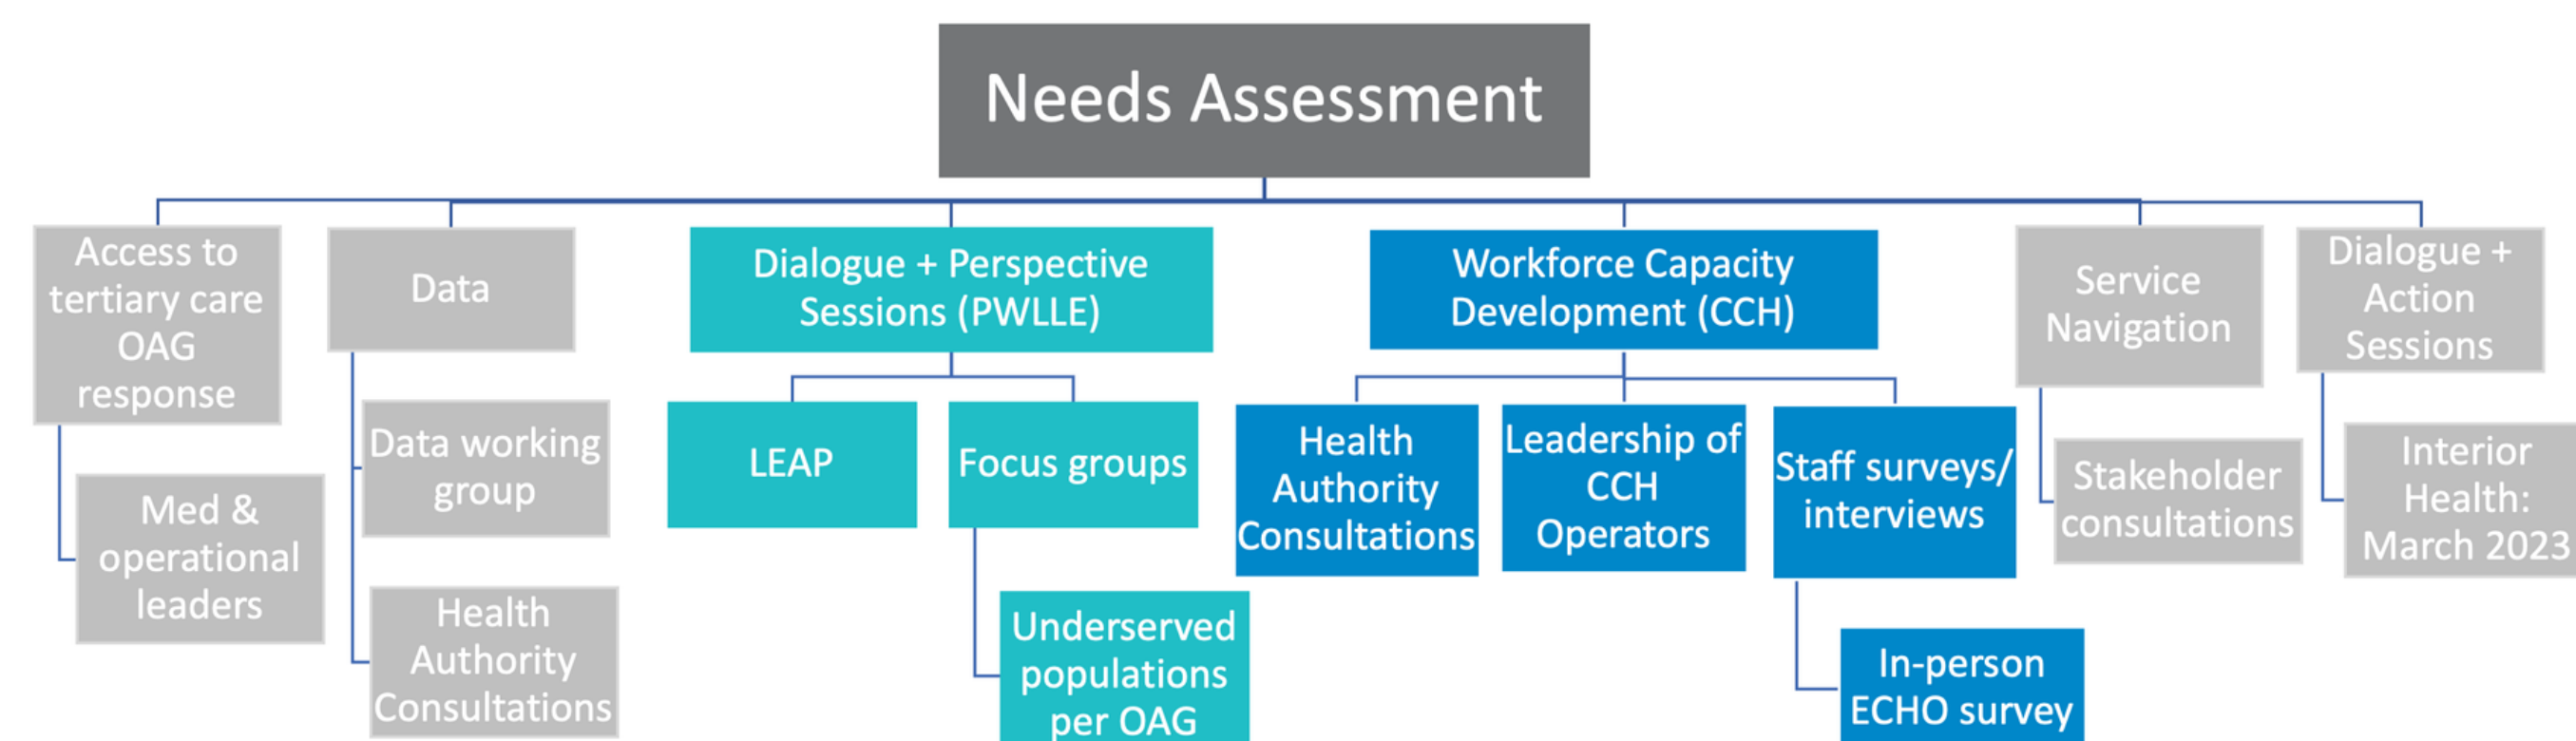 Needs Assessment
Access to
tertiary care
OAG
response
Med &
operational
leaders
Data
Data working
group
Health
Authority
Consultations
Dialogue + Perspective
Sessions (PWLLE)
LEAP
Focus groups
Underserved
populations
per OAG
Workforce Capacity
Development (CCH)
Health
Authority
Consultations
Leadership of
CCH
Operators
Staff surveys/
interviews
In-person
ECHO survey
Service
Navigation
Stakeholder
consultations
Dialogue +
Action
Sessions
Interior
Health:
March 2023